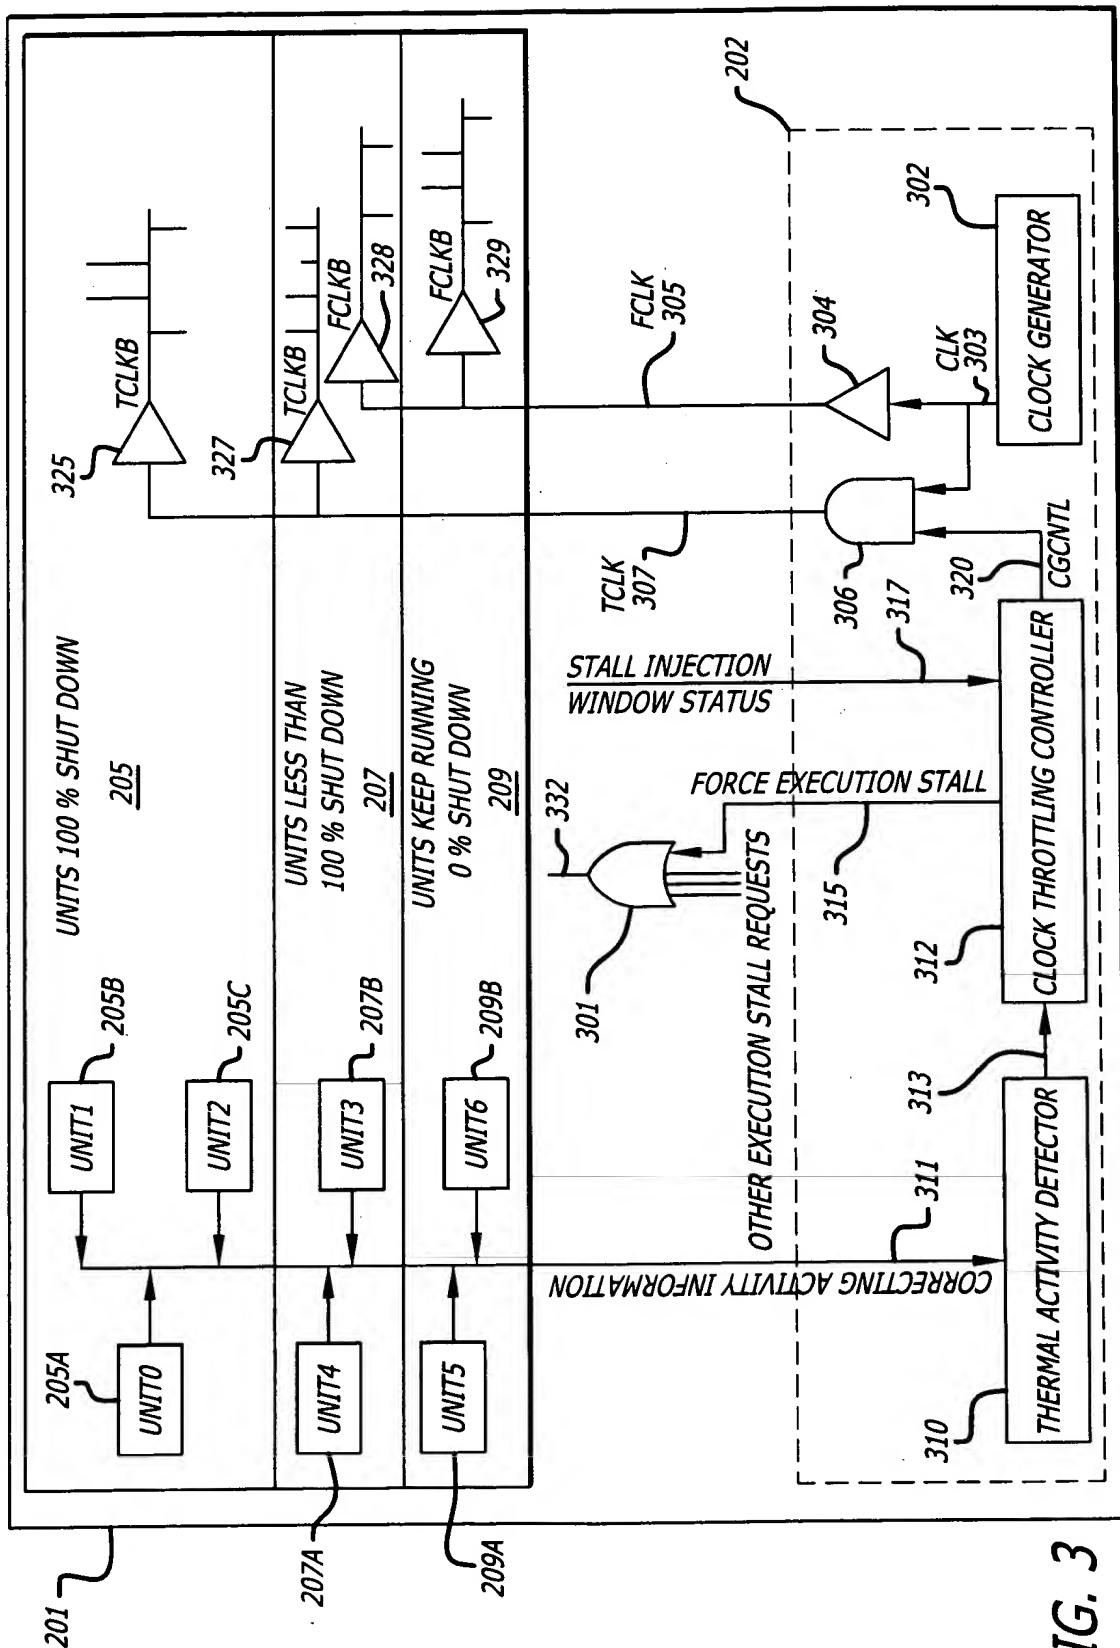 201
205A
UNIT0
UNIT1
205B
UNIT2
205C
UNITS 100 % SHUT DOWN
205
325
TCLKB
207A
UNIT4
UNIT3
207B
UNITS LESS THAN
100 % SHUT DOWN
207
327
TCLKB
FCLKB
328
209A
UNIT5
UNIT6
209B
UNITS KEEP RUNNING
0 % SHUT DOWN
209
FCLKB
329
CORRECTING ACTIVITY INFORMATION
311
301
332
OTHER EXECUTION STALL REQUESTS
FORCE EXECUTION STALL
315
STALL INJECTION
WINDOW STATUS
317
TCLK
307
FCLK
305
202
306
304
310
THERMAL ACTIVITY DETECTOR
313
312
CLOCK THROTTLING CONTROLLER
320
CGCNTL
CLK
303
302
CLOCK GENERATOR
IG. 3